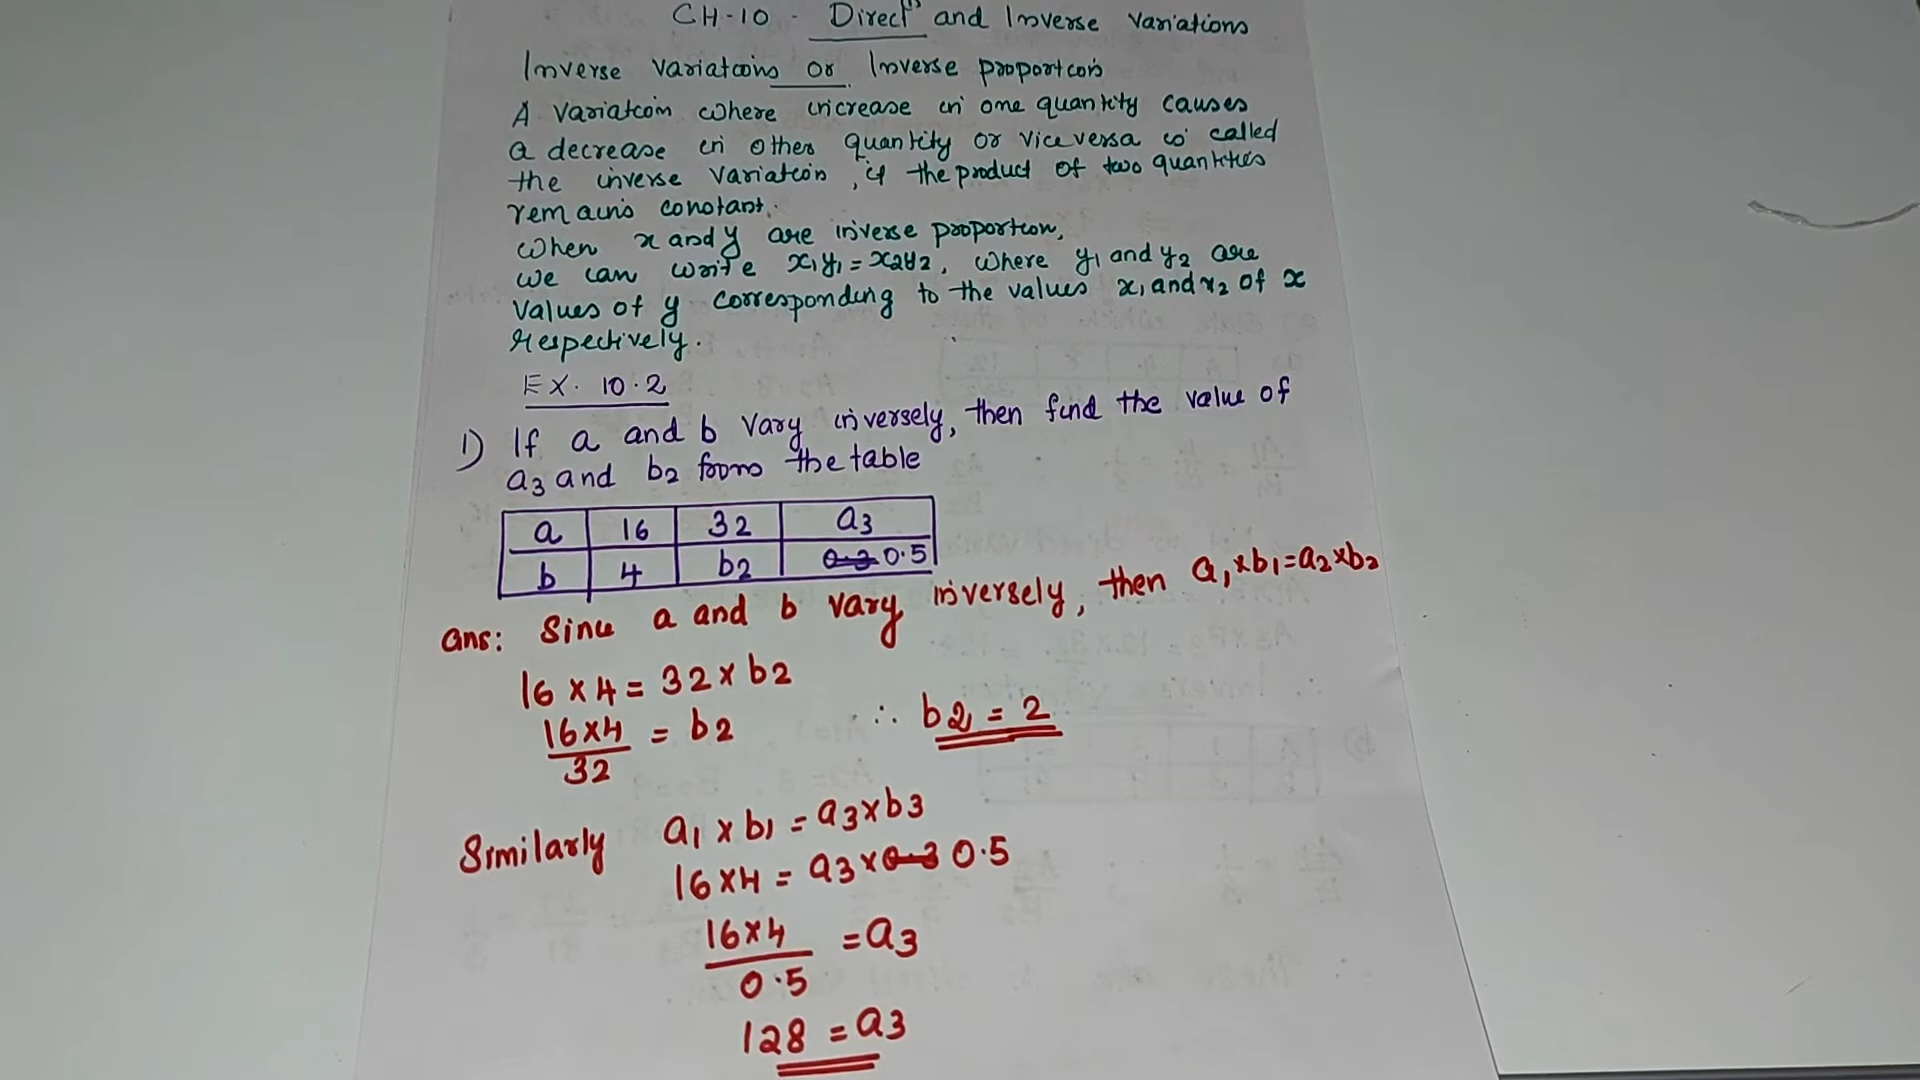 CH-10 - Direct and Inverse Variations
Inverse Variations or Inverse proportions
A variation where increase in one quantity causes
a decrease in other quantity or vice versa is called
the inverse variation, if the product of two quantities
remains constant.
When x and y are inverse proportion,
we can write x₁y₁ = x₂y₂, where y₁ and y₂ are
values of y corresponding to the values x₁ and x₂ of x
respectively.
EX. 10.2
1) If a and b vary inversely, then find the value of
a3 and b2 from the table
a 16 32 a3
b 4 b2 0.5
Ans: Since a and b vary inversely, then a₁×b₁=a₂×b₂
16 × 4 = 32 × b2
16×4/32 = b2 ∴ b2 = 2
Similarly a₁ × b₁ = a3×b3
16×4 = a3× 0.5
16×4/0.5 = a3
128 = a3